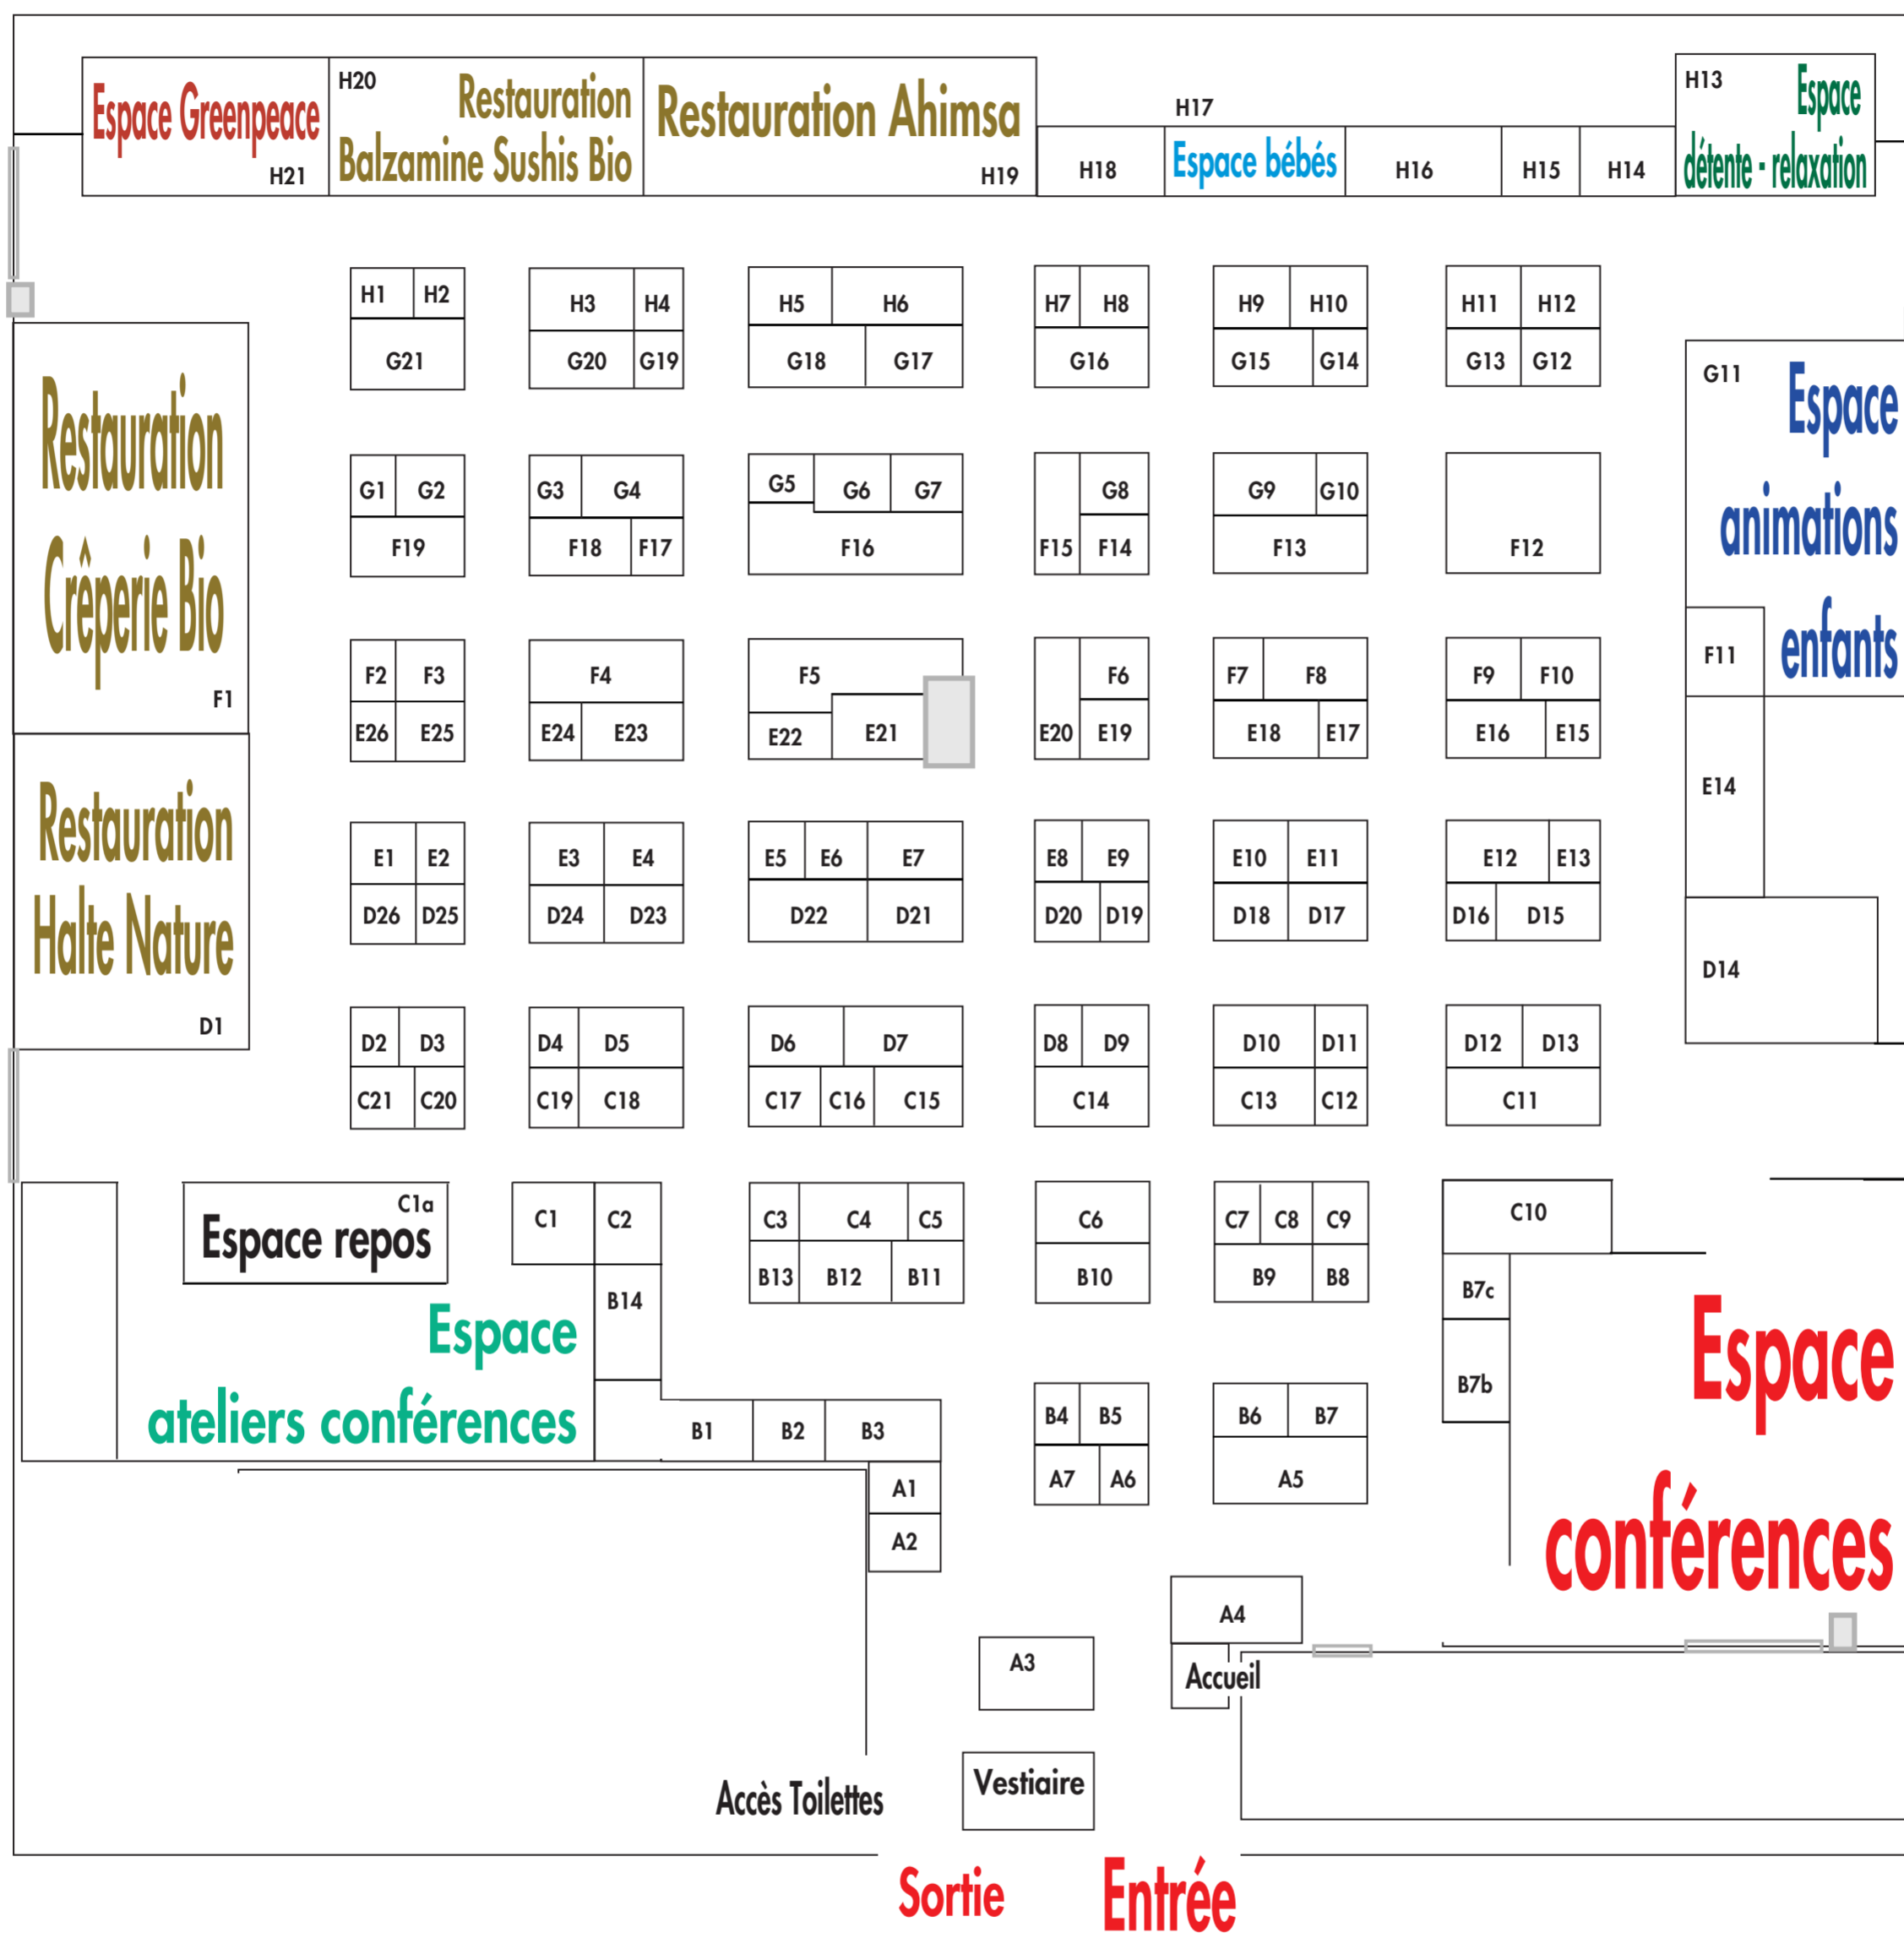 Espace Greenpeace
H21
H20
Restauration
Balzamine Sushis Bio
Restauration Ahimsa
H19
H18
H17
Espace bébés
H16
H15
H14
H13
Espace
détente - relaxation
H1 H2
G21
H3 H4
G20 G19
H5 H6
G18 G17
H7 H8
G16
H9 H10
G15 G14
H11 H12
G13 G12
G11
Espace
animations
enfants
Restauration
Crêperie Bio
F1
G1 G2
F19
G3 G4
F18 F17
G5 G6 G7
F16
G8
F15 F14
G9 G10
F13
F12
F11
F2 F3
E26 E25
F4
E24 E23
F5
E22 E21
F6
E20 E19
F7 F8
E18 E17
F9 F10
E16 E15
E14
Restauration
Halte Nature
D1
E1 E2
D26 D25
E3 E4
D24 D23
E5 E6 E7
D22 D21
E8 E9
D20 D19
E10 E11
D18 D17
E12 E13
D16 D15
D14
D2 D3
C21 C20
D4 D5
C19 C18
D6 D7
C17 C16 C15
D8 D9
C14
D10 D11
C13 C12
D12 D13
C11
C1a
Espace repos
C1 C2
B14
Espace
ateliers conférences
C3 C4 C5
B13 B12 B11
C6
B10
C7 C8 C9
B9 B8
C10
B7c
B7b
Espace
conférences
B1 B2 B3
A1
A2
B4 B5
A7 A6
B6 B7
A5
A4
Accueil
A3
Vestiaire
Accès Toilettes
Sortie
Entrée